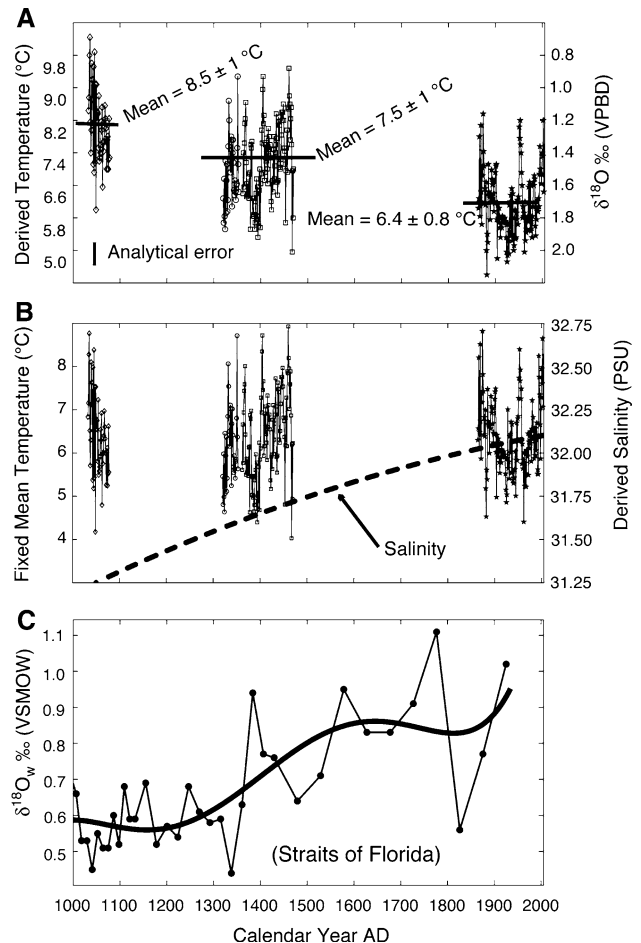 A
Derived Temperature (°C)
9.8
9.0
8.2
7.4
6.6
5.8
5.0
Mean = 8.5 ± 1 °C
Mean = 7.5 ± 1 °C
Mean = 6.4 ± 0.8 °C
Analytical error
0.8
1.0
1.2
1.4
1.6
1.8
2.0
δ18O ‰ (VPBD)
B
Fixed Mean Temperature (°C)
8
7
6
5
4
Salinity
32.75
32.50
32.25
32.00
31.75
31.50
31.25
Derived Salinity (PSU)
C
δ18Ow ‰ (VSMOW)
1.1
1.0
0.9
0.8
0.7
0.6
0.5
(Straits of Florida)
1000 1100 1200 1300 1400 1500 1600 1700 1800 1900 2000
Calendar Year AD